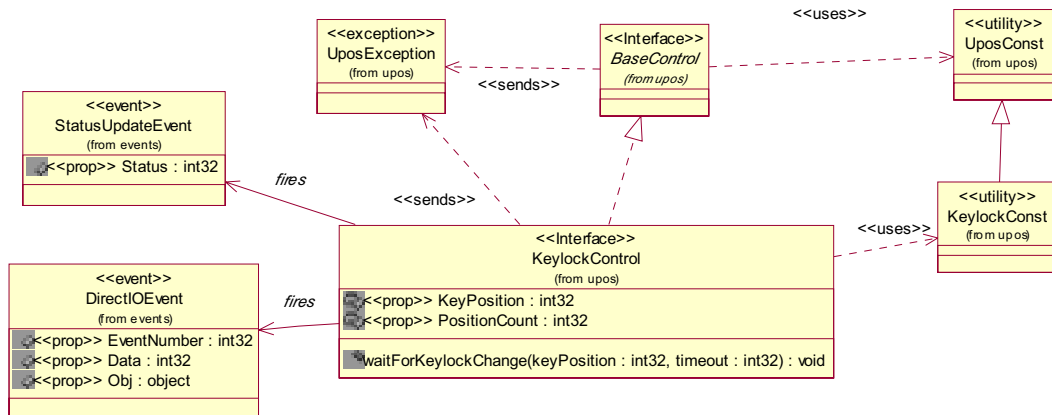 <<uses>>
<<exception>>
UposException
(from upos)
<<Interface>>
BaseControl
(from upos)
<<utility>>
UposConst
(from upos)
<<sends>>
<<event>>
StatusUpdateEvent
(from events)
<<prop>> Status : int32
fires
<<sends>>
<<utility>>
KeylockConst
(from upos)
<<uses>>
<<Interface>>
KeylockControl
(from upos)
<<prop>> KeyPosition : int32
<<prop>> PositionCount : int32
waitForKeylockChange(keyPosition : int32, timeout : int32) : void
<<event>>
DirectIOEvent
(from events)
<<prop>> EventNumber : int32
<<prop>> Data : int32
<<prop>> Obj : object
fires